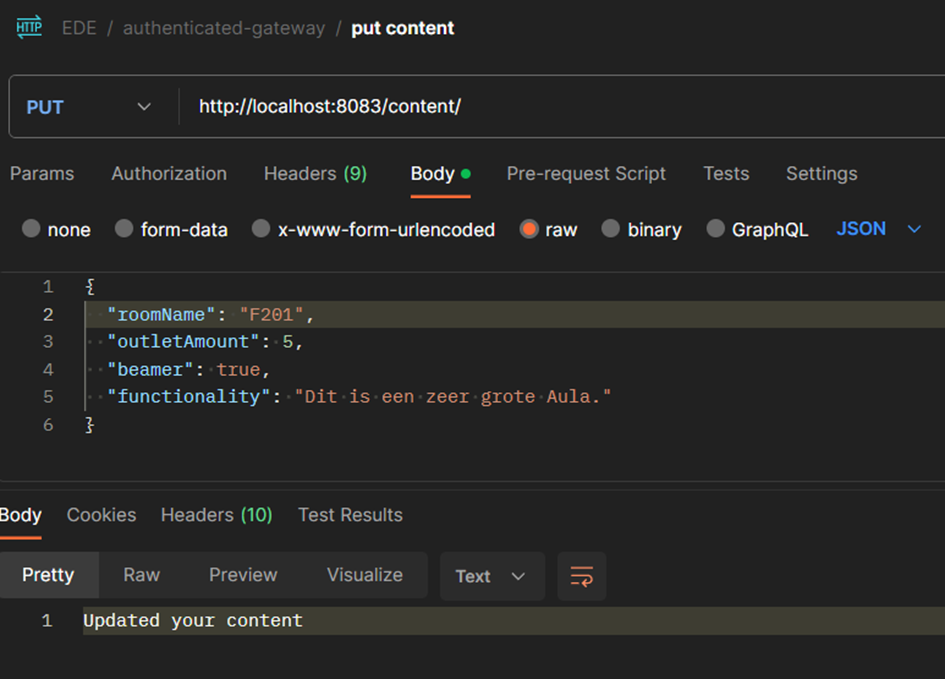 HTTP EDE / authenticated-gateway / put content
PUT http://localhost:8083/content/
Params Authorization Headers (9) Body Pre-request Script Tests Settings
none form-data x-www-form-urlencoded raw binary GraphQL JSON
1 {
2 "roomName": "F201",
3 "outletAmount": 5,
4 "beamer": true,
5 "functionality": "Dit is een zeer grote Aula."
6 }
Body Cookies Headers (10) Test Results
Pretty Raw Preview Visualize Text
1 Updated your content